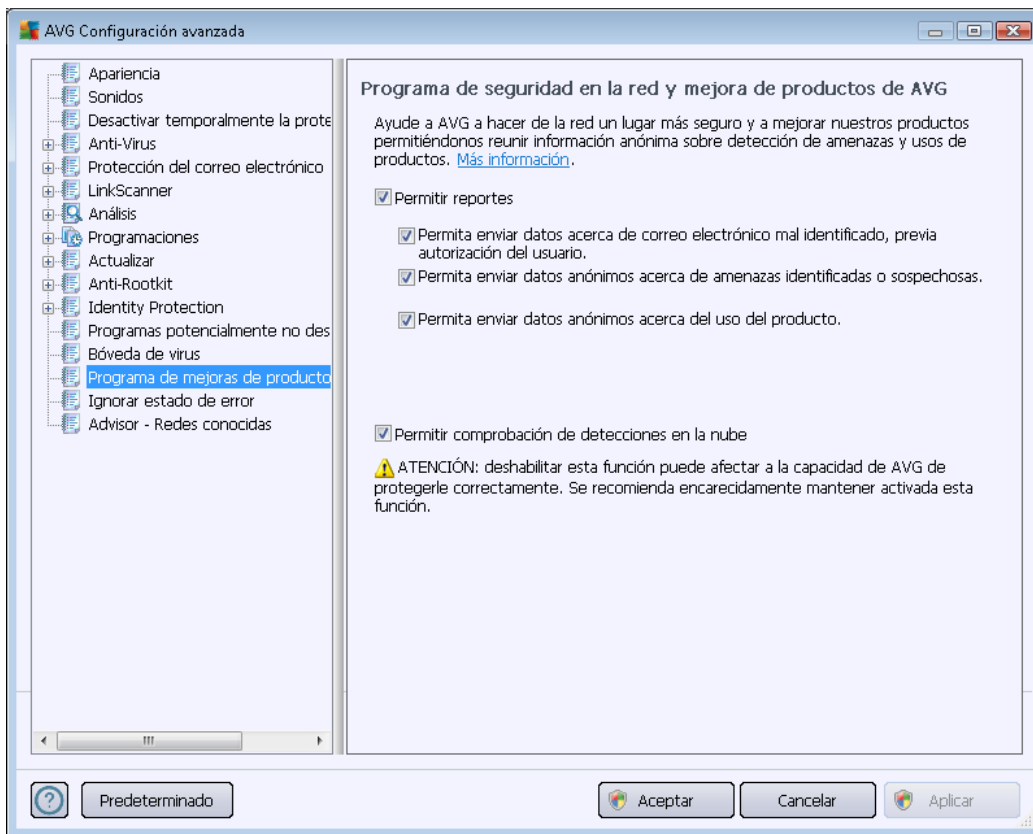 AVG Configuración avanzada
Apariencia
Sonidos
Desactivar temporalmente la prote
Anti-Virus
Protección del correo electrónico
LinkScanner
Análisis
Programaciones
Actualizar
Anti-Rootkit
Identity Protection
Programas potencialmente no des
Bóveda de virus
Programa de mejoras de producto
Ignorar estado de error
Advisor - Redes conocidas
Programa de seguridad en la red y mejora de productos de AVG
Ayude a AVG a hacer de la red un lugar más seguro y a mejorar nuestros productos
permitiéndonos reunir información anónima sobre detección de amenazas y usos de
productos. Más información.
Permitir reportes
Permita enviar datos acerca de correo electrónico mal identificado, previa
autorización del usuario.
Permita enviar datos anónimos acerca de amenazas identificadas o sospechosas.
Permita enviar datos anónimos acerca del uso del producto.
Permitir comprobación de detecciones en la nube
ATENCIÓN: deshabilitar esta función puede afectar a la capacidad de AVG de
protegerle correctamente. Se recomienda encarecidamente mantener activada esta
función.
Predeterminado
Aceptar
Cancelar
Aplicar